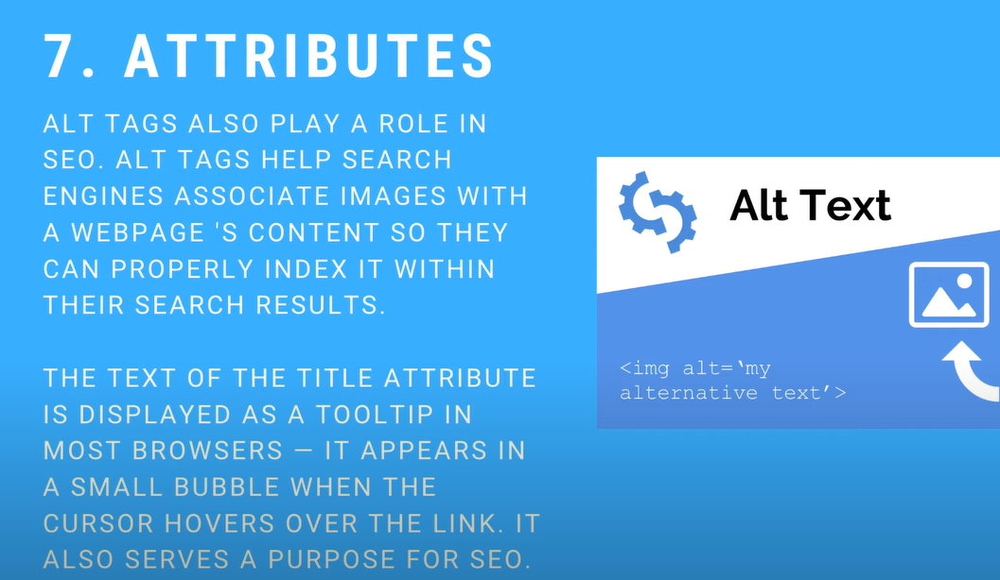 7. ATTRIBUTES
ALT TAGS ALSO PLAY A ROLE IN
SEO. ALT TAGS HELP SEARCH
ENGINES ASSOCIATE IMAGES WITH
A WEBPAGE 'S CONTENT SO THEY
CAN PROPERLY INDEX IT WITHIN
THEIR SEARCH RESULTS.
THE TEXT OF THE TITLE ATTRIBUTE
IS DISPLAYED AS A TOOLTIP IN
MOST BROWSERS — IT APPEARS IN
A SMALL BUBBLE WHEN THE
CURSOR HOVERS OVER THE LINK. IT
ALSO SERVES A PURPOSE FOR SEO.
Alt Text
<img alt=‘my
alternative text’>